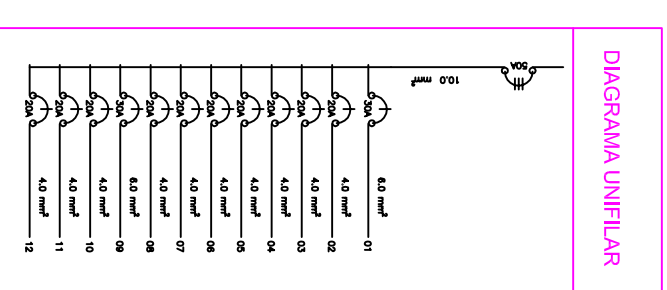 DIAGRAMA UNIFILAR
50A
10.0 mm²
30A 6.0 mm² 01
20A 4.0 mm² 02
20A 4.0 mm² 03
20A 4.0 mm² 04
20A 4.0 mm² 05
20A 4.0 mm² 06
20A 4.0 mm² 07
20A 4.0 mm² 08
30A 6.0 mm² 09
20A 4.0 mm² 10
20A 4.0 mm² 11
20A 4.0 mm² 12